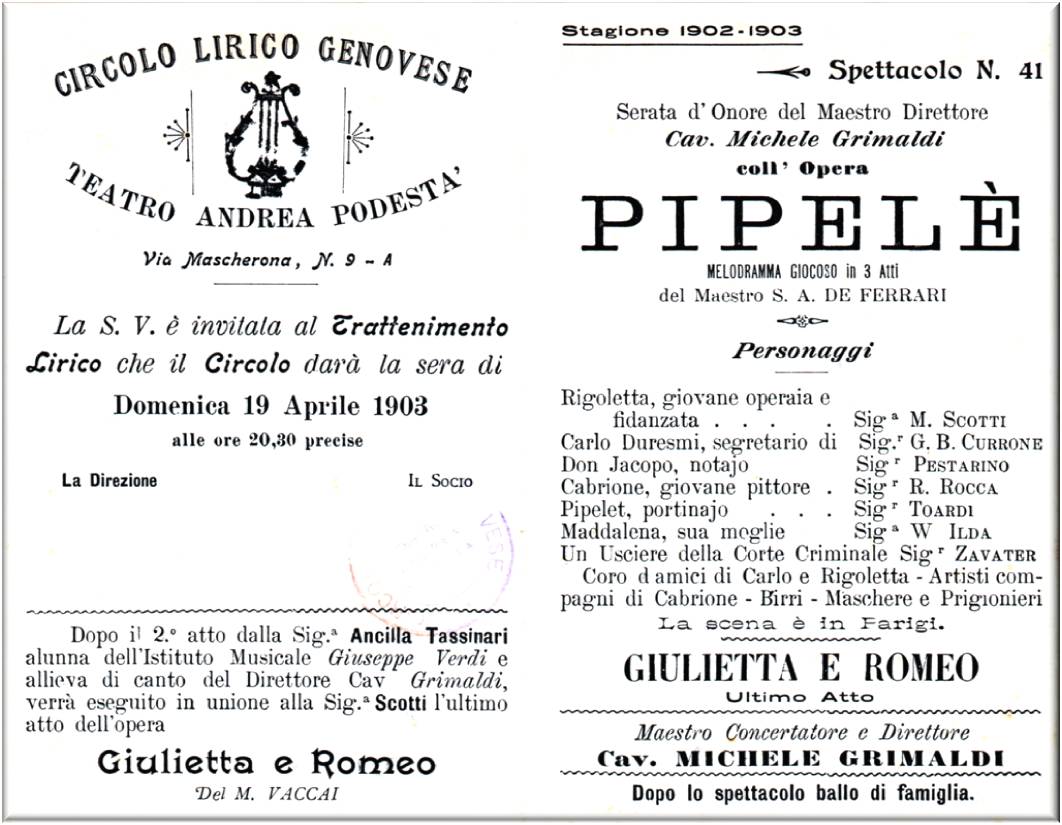 CIRCOLO LIRICO GENOVESE
TEATRO ANDREA PODESTA'
Via Mascherona, N. 9 - A
La S. V. è invitata al Trattenimento
Lirico che il Circolo darà la sera di
Domenica 19 Aprile 1903
alle ore 20,30 precise
La Direzione IL SOCIO
VESE
Dopo il 2.° atto dalla Sig.ª Ancilla Tassinari
alunna dell'Istituto Musicale Giuseppe Verdi e
allieva di canto del Direttore Cav Grimaldi,
verrà eseguito in unione alla Sig.ª Scotti l'ultimo
atto dell'opera
Giulietta e Romeo
Del M. VACCAI
Stagione 1902-1903
Spettacolo N. 41
Serata d' Onore del Maestro Direttore
Cav. Michele Grimaldi
coll' Opera
PIPELÈ
MELODRAMMA GIOCOSO in 3 Atti
del Maestro S. A. DE FERRARI
Personaggi
Rigoletta, giovane operaia e
fidanzata . . . . Sigª M. SCOTTI
Carlo Duresmi, segretario di Sig.r G. B. CURRONE
Don Jacopo, notajo Sigr PESTARINO
Cabrione, giovane pittore . Sigr R. ROCCA
Pipelet, portinajo . . . Sigr TOARDI
Maddalena, sua moglie Sigª W ILDA
Un Usciere della Corte Criminale Sigr ZAVATER
Coro d amici di Carlo e Rigoletta - Artisti com-
pagni di Cabrione - Birri - Maschere e Prigionieri
La scena è in Farigi.
GIULIETTA E ROMEO
Ultimo Atto
Maestro Concertatore e Direttore
Cav. MICHELE GRIMALDI
Dopo lo spettacolo ballo di famiglia.